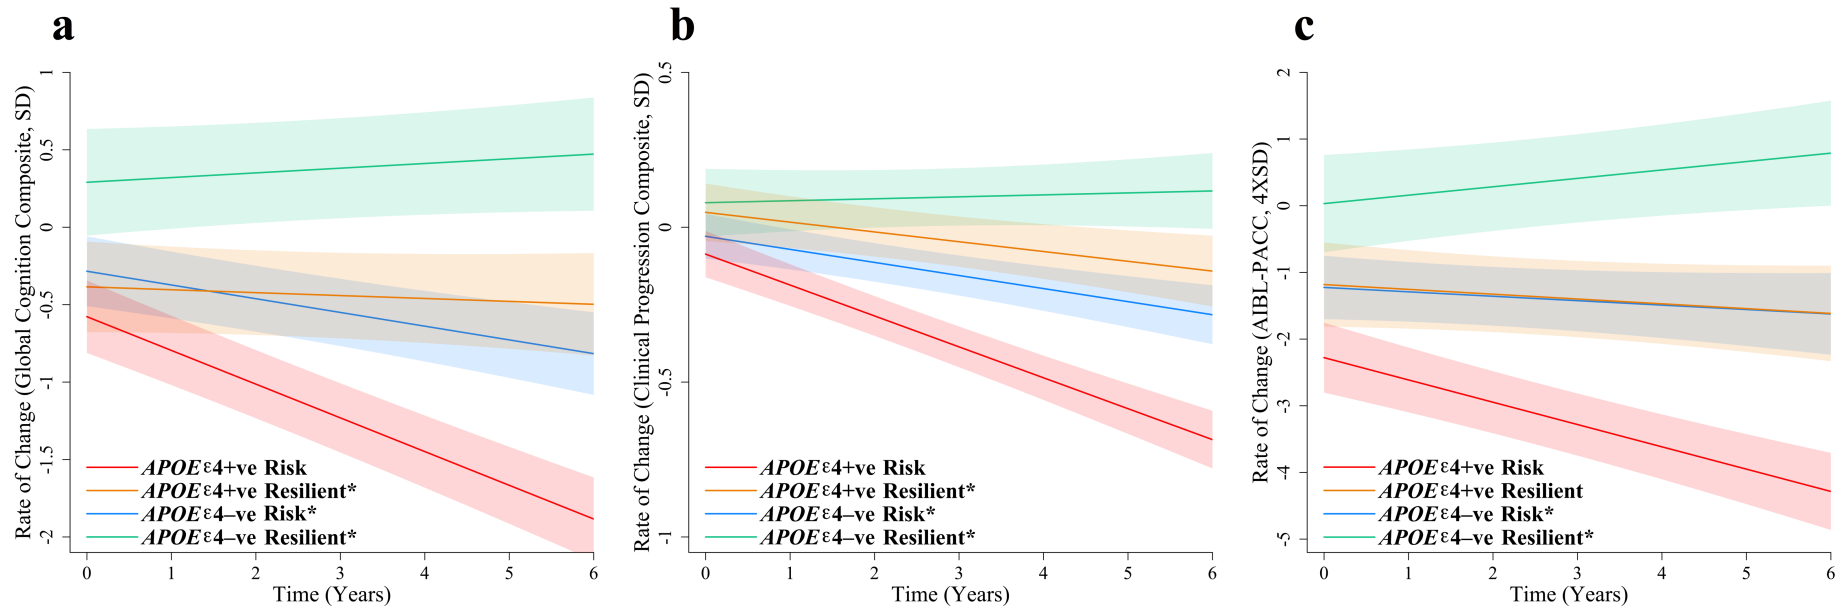 a
Rate of Change (Global Cognition Composite, SD)
1
0.5
0
-0.5
-1
-1.5
-2
APOE ε4+ve Risk
APOE ε4+ve Resilient*
APOE ε4–ve Risk*
APOE ε4–ve Resilient*
0 1 2 3 4 5 6
Time (Years)
b
Rate of Change (Clinical Progression Composite, SD)
0.5
0
-0.5
-1
APOE ε4+ve Risk
APOE ε4+ve Resilient*
APOE ε4–ve Risk*
APOE ε4–ve Resilient*
0 1 2 3 4 5 6
Time (Years)
c
Rate of Change (AIBL-PACC, 4XSD)
2
1
0
-1
-2
-3
-4
-5
APOE ε4+ve Risk
APOE ε4+ve Resilient
APOE ε4–ve Risk*
APOE ε4–ve Resilient*
0 1 2 3 4 5 6
Time (Years)